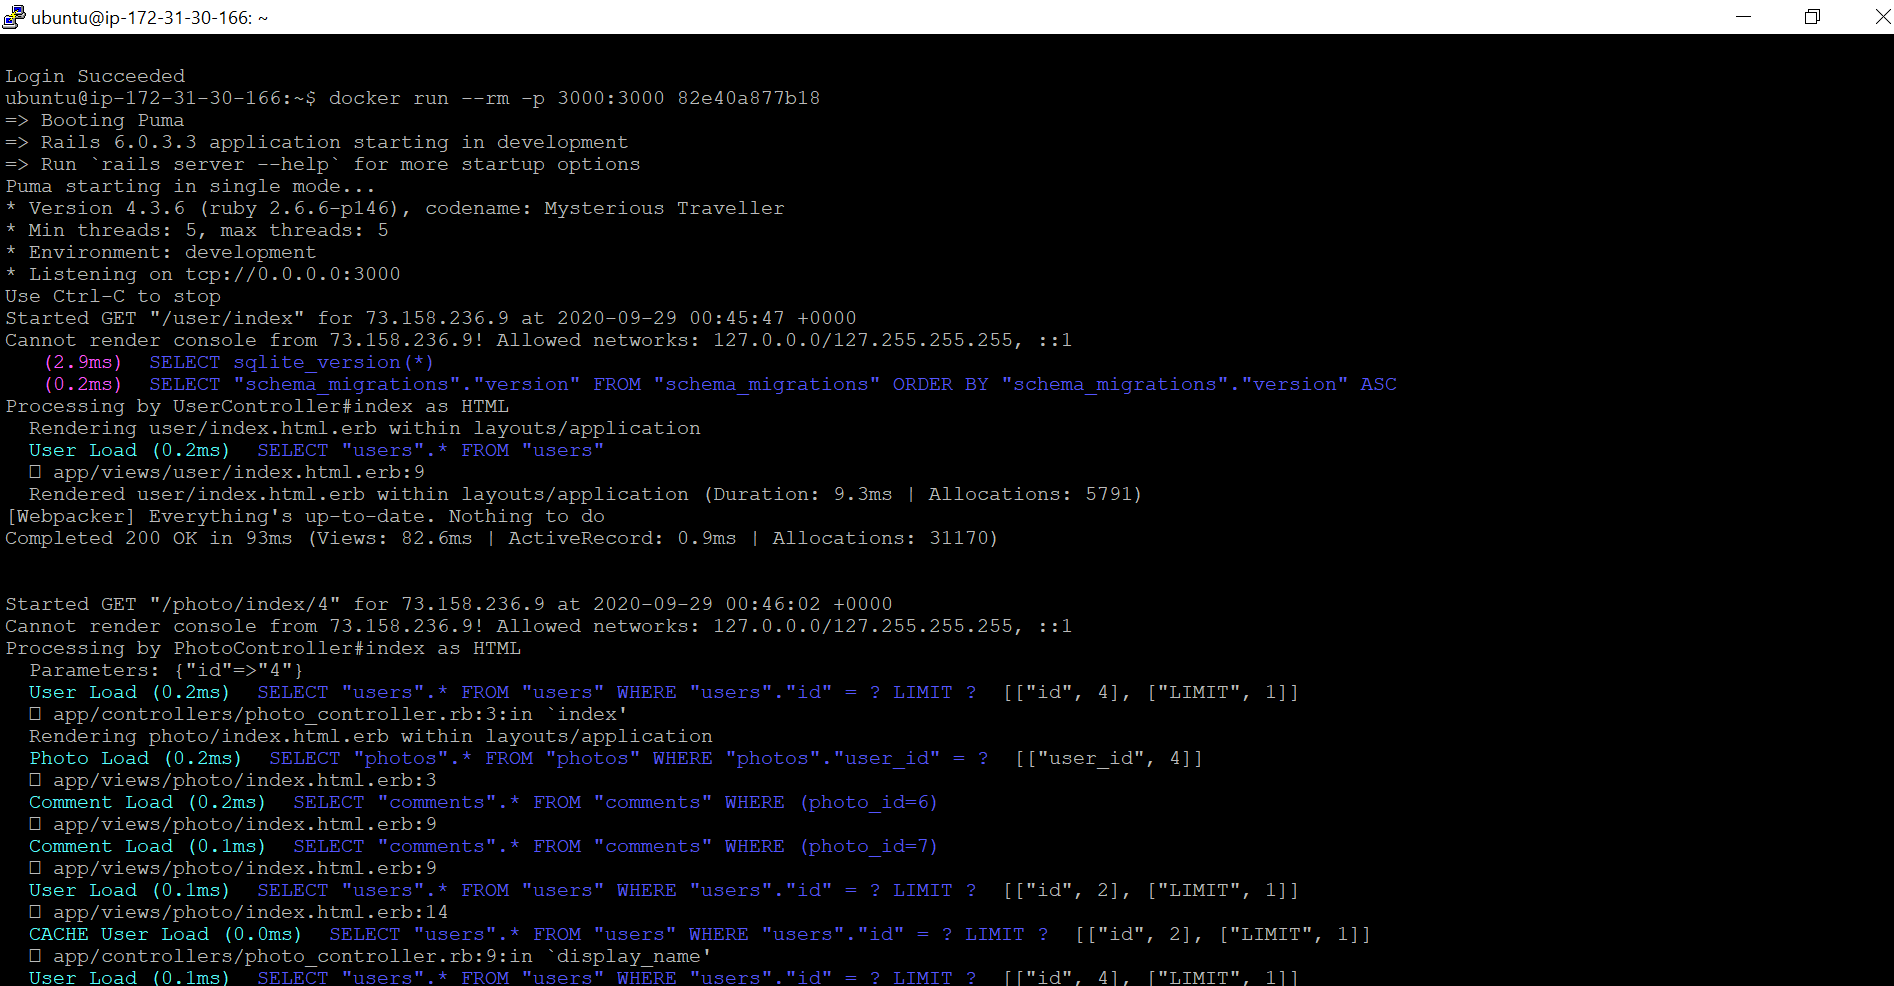 ubuntu@ip-172-31-30-166: ~
Login Succeeded
ubuntu@ip-172-31-30-166:~$ docker run --rm -p 3000:3000 82e40a877b18
=> Booting Puma
=> Rails 6.0.3.3 application starting in development
=> Run `rails server --help` for more startup options
Puma starting in single mode...
* Version 4.3.6 (ruby 2.6.6-p146), codename: Mysterious Traveller
* Min threads: 5, max threads: 5
* Environment: development
* Listening on tcp://0.0.0.0:3000
Use Ctrl-C to stop
Started GET "/user/index" for 73.158.236.9 at 2020-09-29 00:45:47 +0000
Cannot render console from 73.158.236.9! Allowed networks: 127.0.0.0/127.255.255.255, ::1
(2.9ms)  SELECT sqlite_version(*)
(0.2ms)  SELECT "schema_migrations"."version" FROM "schema_migrations" ORDER BY "schema_migrations"."version" ASC
Processing by UserController#index as HTML
Rendering user/index.html.erb within layouts/application
User Load (0.2ms)  SELECT "users".* FROM "users"
app/views/user/index.html.erb:9
Rendered user/index.html.erb within layouts/application (Duration: 9.3ms | Allocations: 5791)
[Webpacker] Everything's up-to-date. Nothing to do
Completed 200 OK in 93ms (Views: 82.6ms | ActiveRecord: 0.9ms | Allocations: 31170)
Started GET "/photo/index/4" for 73.158.236.9 at 2020-09-29 00:46:02 +0000
Cannot render console from 73.158.236.9! Allowed networks: 127.0.0.0/127.255.255.255, ::1
Processing by PhotoController#index as HTML
Parameters: {"id"=>"4"}
User Load (0.2ms)  SELECT "users".* FROM "users" WHERE "users"."id" = ? LIMIT ?  [["id", 4], ["LIMIT", 1]]
app/controllers/photo_controller.rb:3:in `index'
Rendering photo/index.html.erb within layouts/application
Photo Load (0.2ms)  SELECT "photos".* FROM "photos" WHERE "photos"."user_id" = ?  [["user_id", 4]]
app/views/photo/index.html.erb:3
Comment Load (0.2ms)  SELECT "comments".* FROM "comments" WHERE (photo_id=6)
app/views/photo/index.html.erb:9
Comment Load (0.1ms)  SELECT "comments".* FROM "comments" WHERE (photo_id=7)
app/views/photo/index.html.erb:9
User Load (0.1ms)  SELECT "users".* FROM "users" WHERE "users"."id" = ? LIMIT ?  [["id", 2], ["LIMIT", 1]]
app/views/photo/index.html.erb:14
CACHE User Load (0.0ms)  SELECT "users".* FROM "users" WHERE "users"."id" = ? LIMIT ?  [["id", 2], ["LIMIT", 1]]
app/controllers/photo_controller.rb:9:in `display_name'
User Load (0.1ms)  SELECT "users".* FROM "users" WHERE "users"."id" = ? LIMIT ?  [["id", 4], ["LIMIT", 1]]